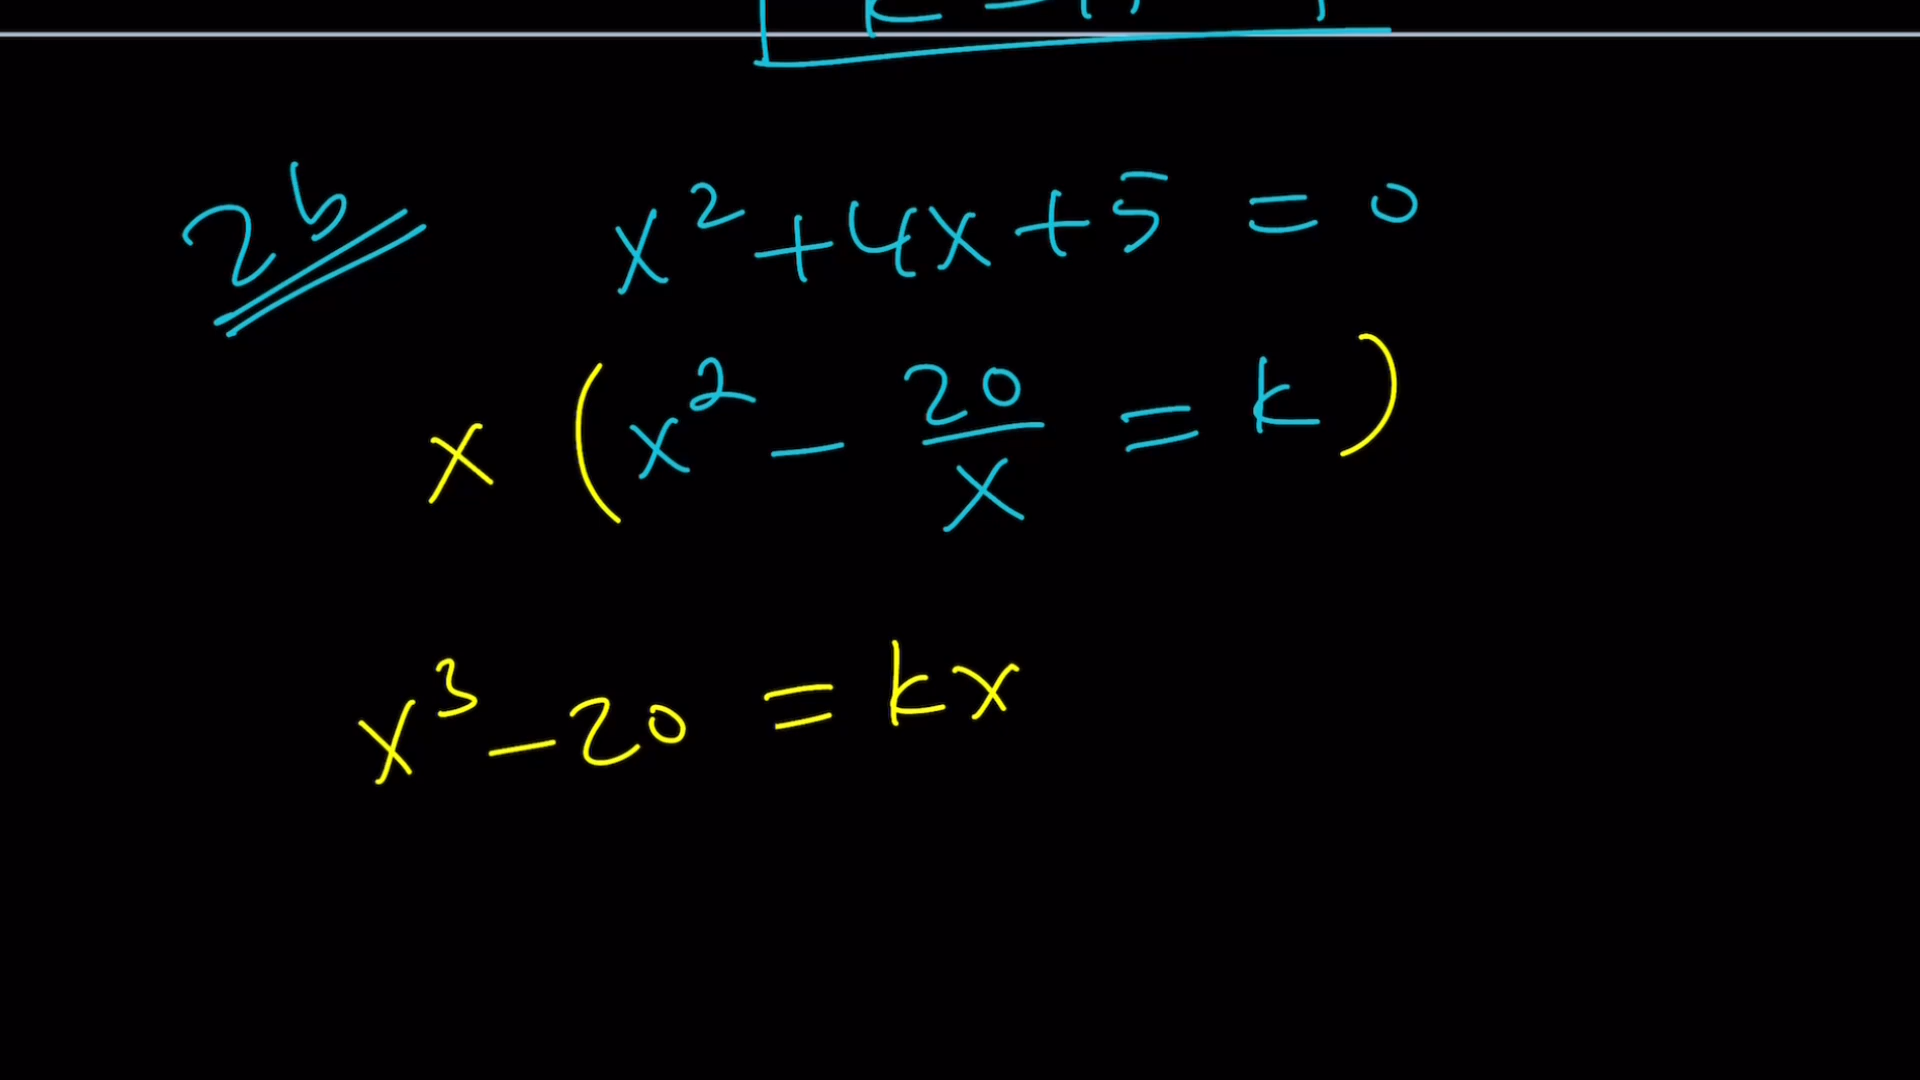 2b x² + 4x + 5 = 0
x (x² - 20/x = k)
x³ - 20 = kx